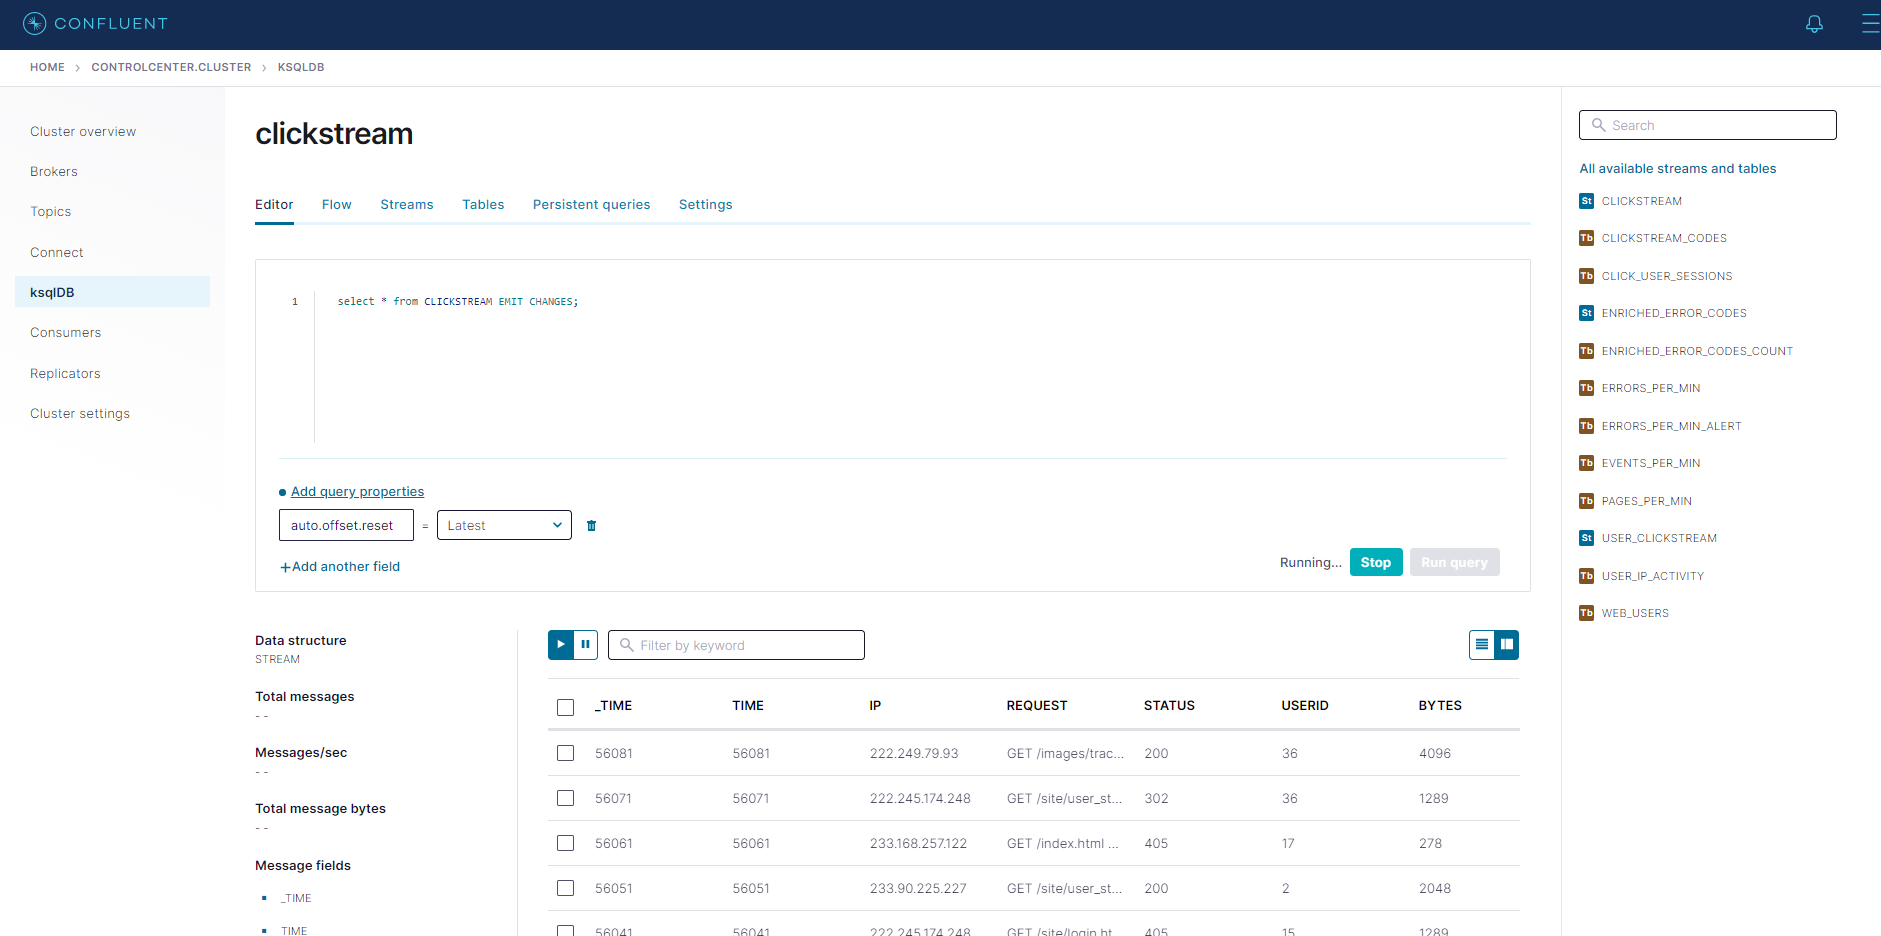 CONFLUENT
HOME > CONTROLCENTER.CLUSTER > KSQLDB
Cluster overview
Brokers
Topics
Connect
ksqlDB
Consumers
Replicators
Cluster settings
clickstream
Editor Flow Streams Tables Persistent queries Settings
1 select * from CLICKSTREAM EMIT CHANGES;
Add query properties
auto.offset.reset = Latest
+Add another field
Running... Stop Run query
Data structure
STREAM
Total messages
- -
Messages/sec
- -
Total message bytes
- -
Message fields
_TIME
TIME
Filter by keyword
_TIME TIME IP REQUEST STATUS USERID BYTES
56081 56081 222.249.79.93 GET /images/trac... 200 36 4096
56071 56071 222.245.174.248 GET /site/user_st... 302 36 1289
56061 56061 233.168.257.122 GET /index.html ... 405 17 278
56051 56051 233.90.225.227 GET /site/user_st... 200 2 2048
56041 56041 222.245.174.248 GET /site/login.ht... 405 15 1289
Search
All available streams and tables
St CLICKSTREAM
Tb CLICKSTREAM_CODES
Tb CLICK_USER_SESSIONS
St ENRICHED_ERROR_CODES
Tb ENRICHED_ERROR_CODES_COUNT
Tb ERRORS_PER_MIN
Tb ERRORS_PER_MIN_ALERT
Tb EVENTS_PER_MIN
Tb PAGES_PER_MIN
St USER_CLICKSTREAM
Tb USER_IP_ACTIVITY
Tb WEB_USERS